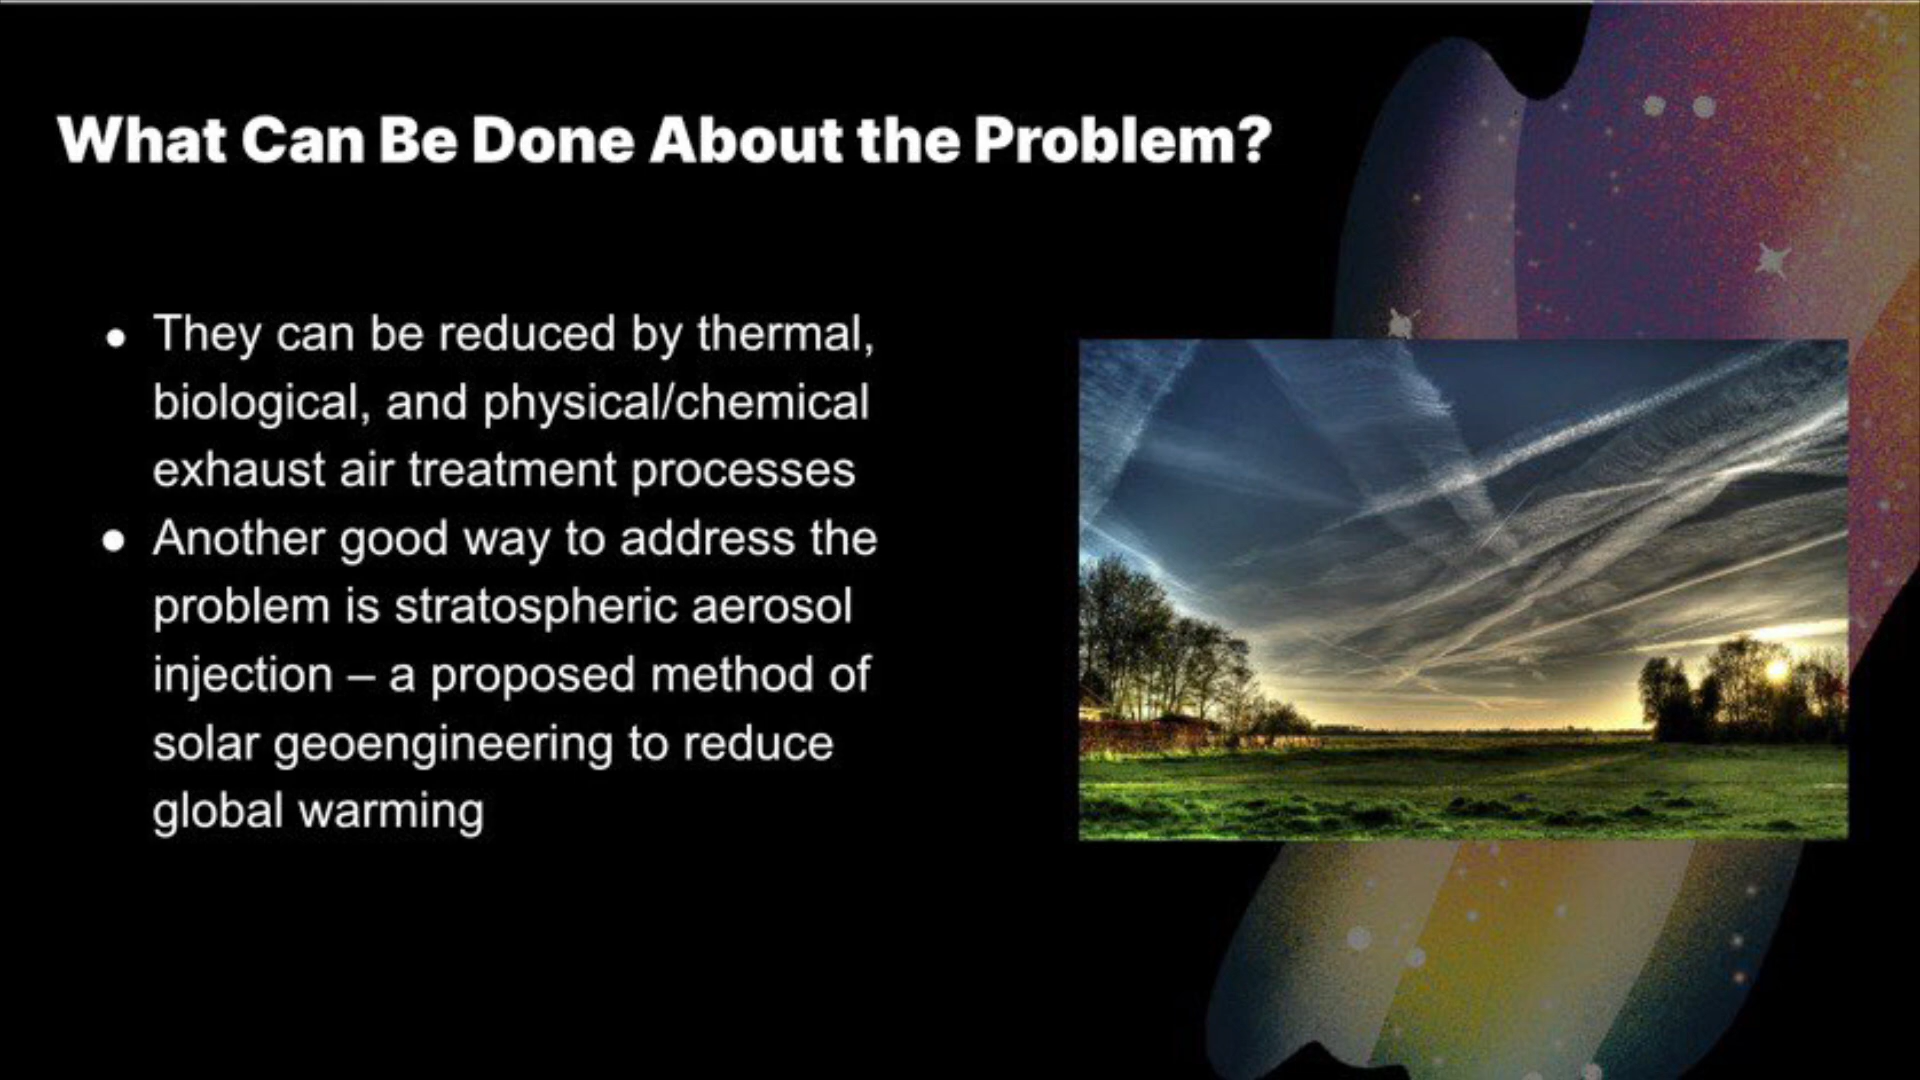 What Can Be Done About the Problem?
● They can be reduced by thermal,
biological, and physical/chemical
exhaust air treatment processes
● Another good way to address the
problem is stratospheric aerosol
injection – a proposed method of
solar geoengineering to reduce
global warming